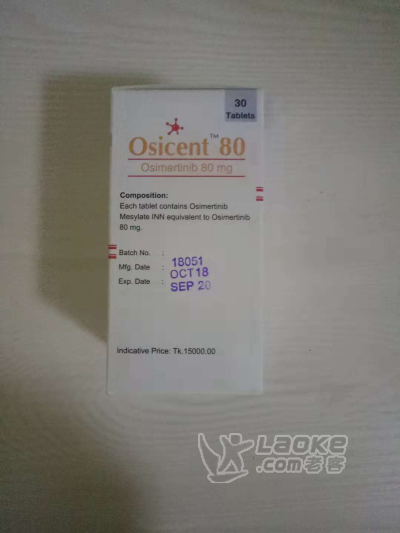 30
Tablets
Osicent™ 80
Osimertinib 80 mg
Composition:
Each tablet contains Osimertinib
Mesylate INN equivalent to Osimertinib
80 mg.
Batch No. : 18051
Mfg. Date : OCT 18
Exp. Date : SEP 20
Indicative Price: Tk.15000.00
LAOKE
.com老客